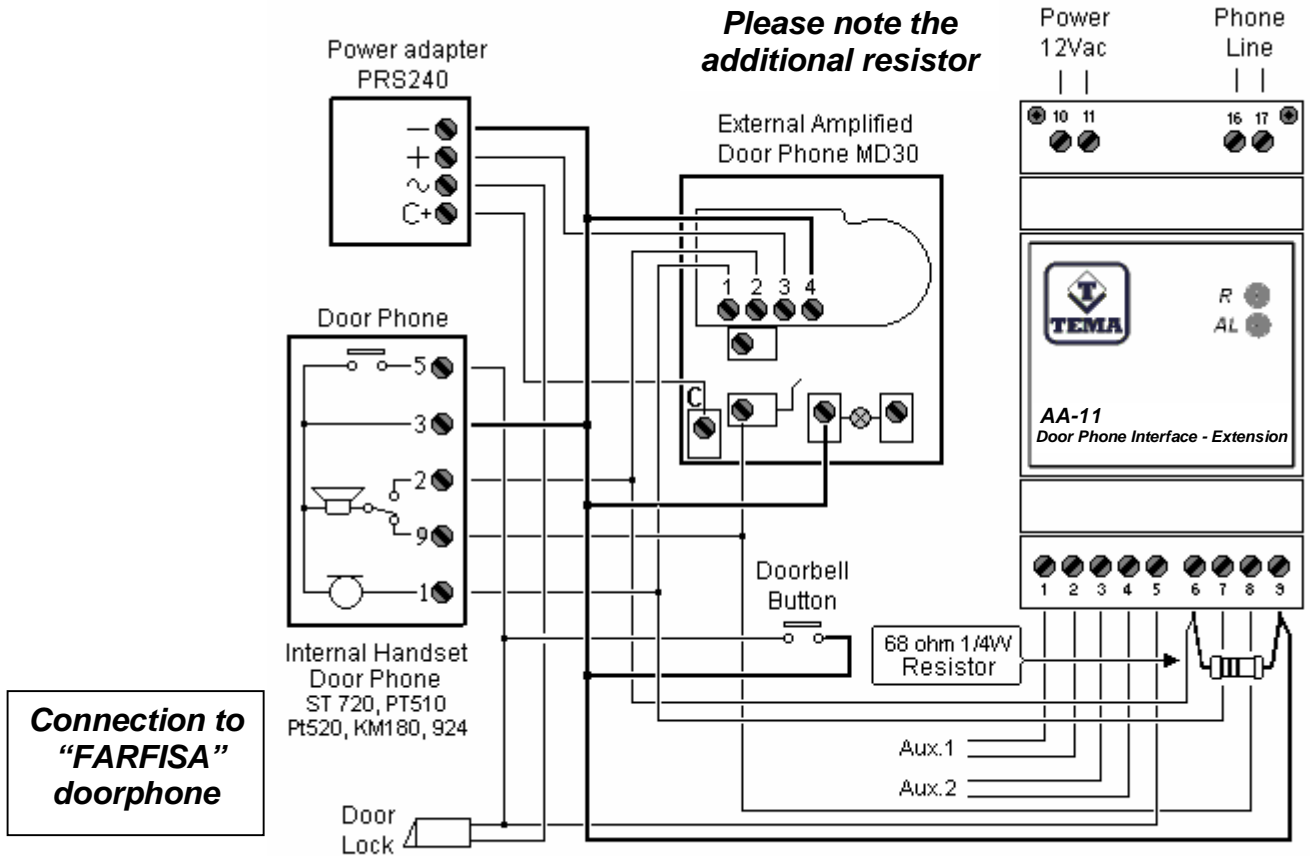 Please note the
additional resistor
Power
12Vac
Phone
Line
Power adapter
PRS240
−
+
~
C+
External Amplified
Door Phone MD30
10 11
16 17
1 2 3 4
C
T
TEMA
R
AL
AA-11
Door Phone Interface - Extension
Door Phone
5
3
2
9
1
Internal Handset
Door Phone
ST 720, PT510
Pt520, KM180, 924
Doorbell
Button
1 2 3 4 5 6 7 8 9
68 ohm 1/4W
Resistor
Aux.1
Aux.2
Connection to
“FARFISA”
doorphone
Door
Lock